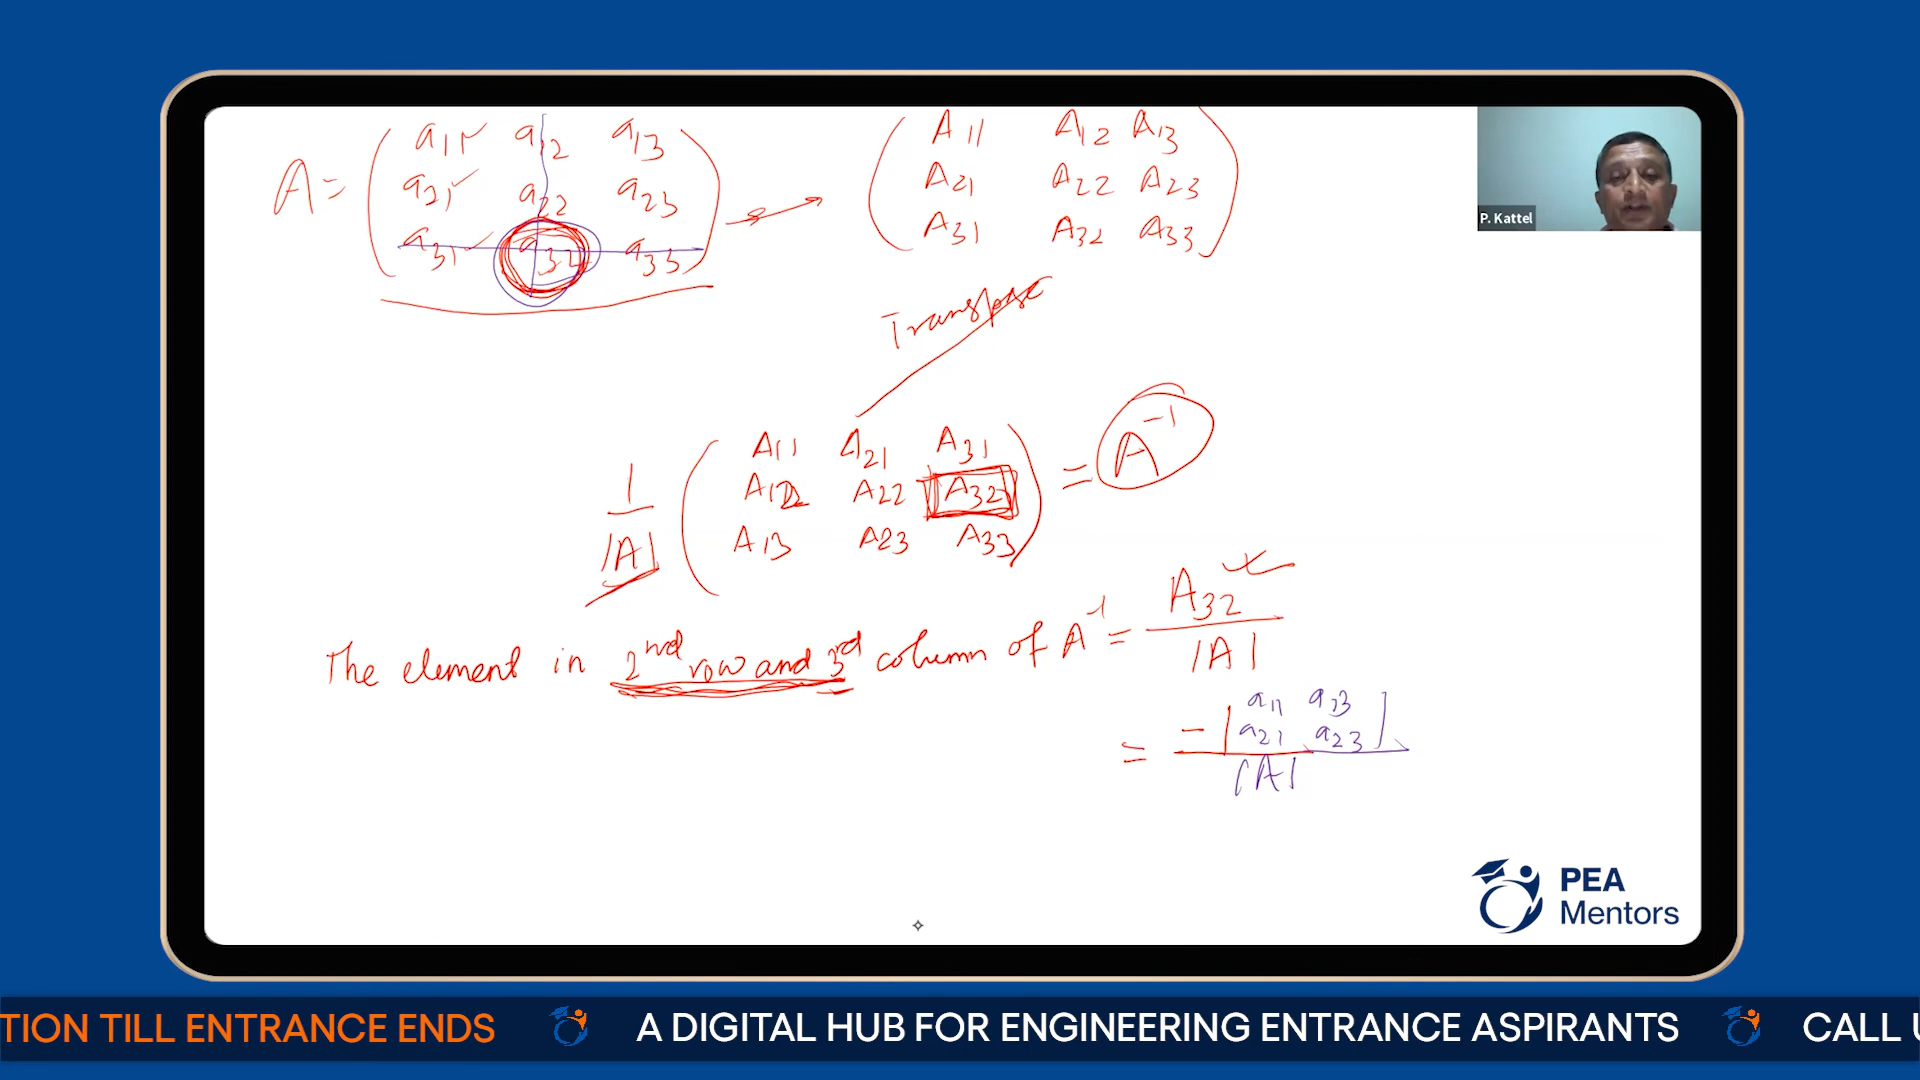 A = ( a11 a12 a13
a21 a22 a23
a31 a32 a33 ) → ( A11 A12 A13
A21 A22 A23
A31 A32 A33 )
P. Kattel
Transpose
1/|A| ( A11 A21 A31
A12 A22 A32
A13 A23 A33 ) = A⁻¹
The element in 2nd row and 3rd column of A⁻¹ = A32/|A|
= -|a11 a13
a21 a23|
/|A|
PEA
Mentors
TION TILL ENTRANCE ENDS A DIGITAL HUB FOR ENGINEERING ENTRANCE ASPIRANTS CALL U